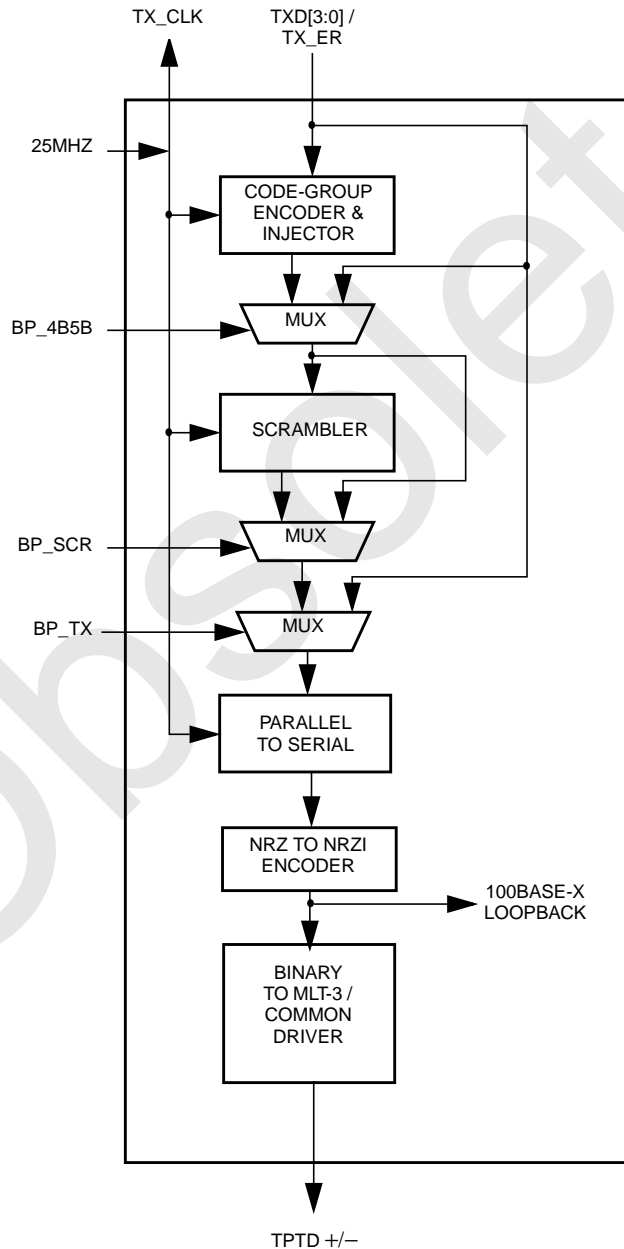 TX_CLK
TXD[3:0] /
TX_ER
25MHZ
CODE-GROUP
ENCODER &
INJECTOR
MUX
BP_4B5B
SCRAMBLER
MUX
BP_SCR
MUX
BP_TX
PARALLEL
TO SERIAL
NRZ TO NRZI
ENCODER
100BASE-X
LOOPBACK
BINARY
TO MLT-3 /
COMMON
DRIVER
TPTD +/−
Obsolet